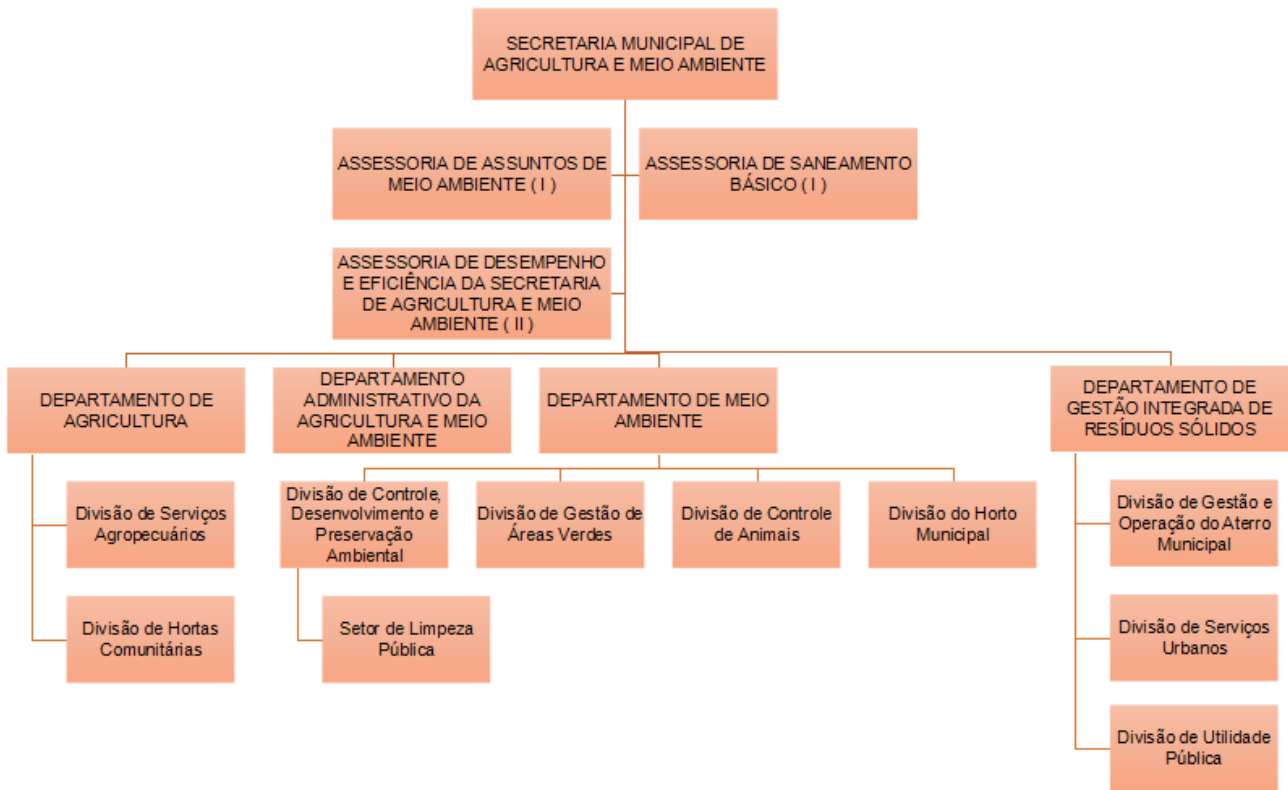 SECRETARIA MUNICIPAL DE
AGRICULTURA E MEIO AMBIENTE
ASSESSORIA DE ASSUNTOS DE
MEIO AMBIENTE ( I )
ASSESSORIA DE SANEAMENTO
BÁSICO ( I )
ASSESSORIA DE DESEMPENHO
E EFICIÊNCIA DA SECRETARIA
DE AGRICULTURA E MEIO
AMBIENTE ( II )
DEPARTAMENTO DE
AGRICULTURA
DEPARTAMENTO
ADMINISTRATIVO DA
AGRICULTURA E MEIO
AMBIENTE
DEPARTAMENTO DE MEIO
AMBIENTE
DEPARTAMENTO DE
GESTÃO INTEGRADA DE
RESÍDUOS SÓLIDOS
Divisão de Serviços
Agropecuários
Divisão de Controle,
Desenvolvimento e
Preservação
Ambiental
Divisão de Gestão de
Áreas Verdes
Divisão de Controle
de Animais
Divisão do Horto
Municipal
Divisão de Gestão e
Operação do Aterro
Municipal
Divisão de Hortas
Comunitárias
Setor de Limpeza
Pública
Divisão de Serviços
Urbanos
Divisão de Utilidade
Pública